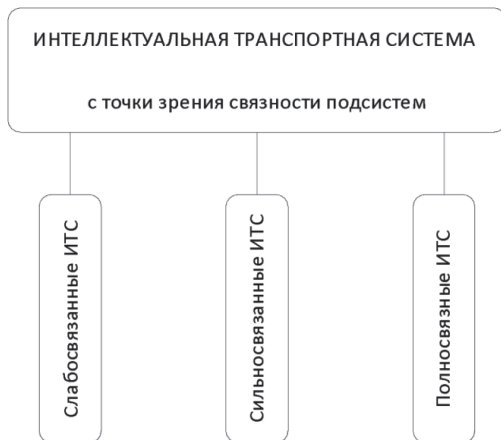 ИНТЕЛЛЕКТУАЛЬНАЯ ТРАНСПОРТНАЯ СИСТЕМА
с точки зрения связности подсистем
Слабосвязанные ИТС
Сильносвязанные ИТС
Полносвязные ИТС